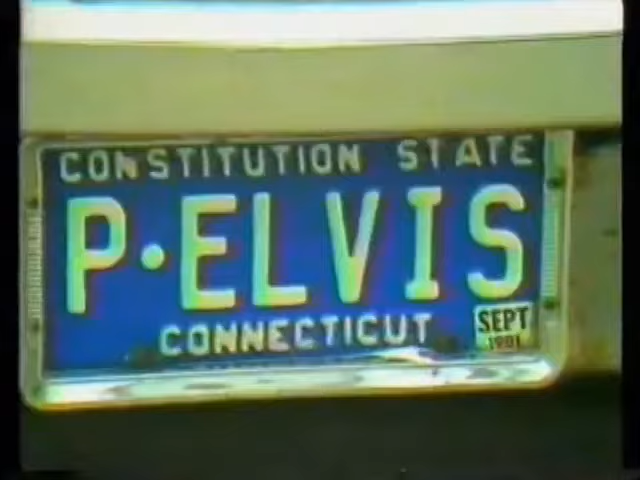 CONSTITUTION STATE
P·ELVIS
CONNECTICUT
SEPT
1981